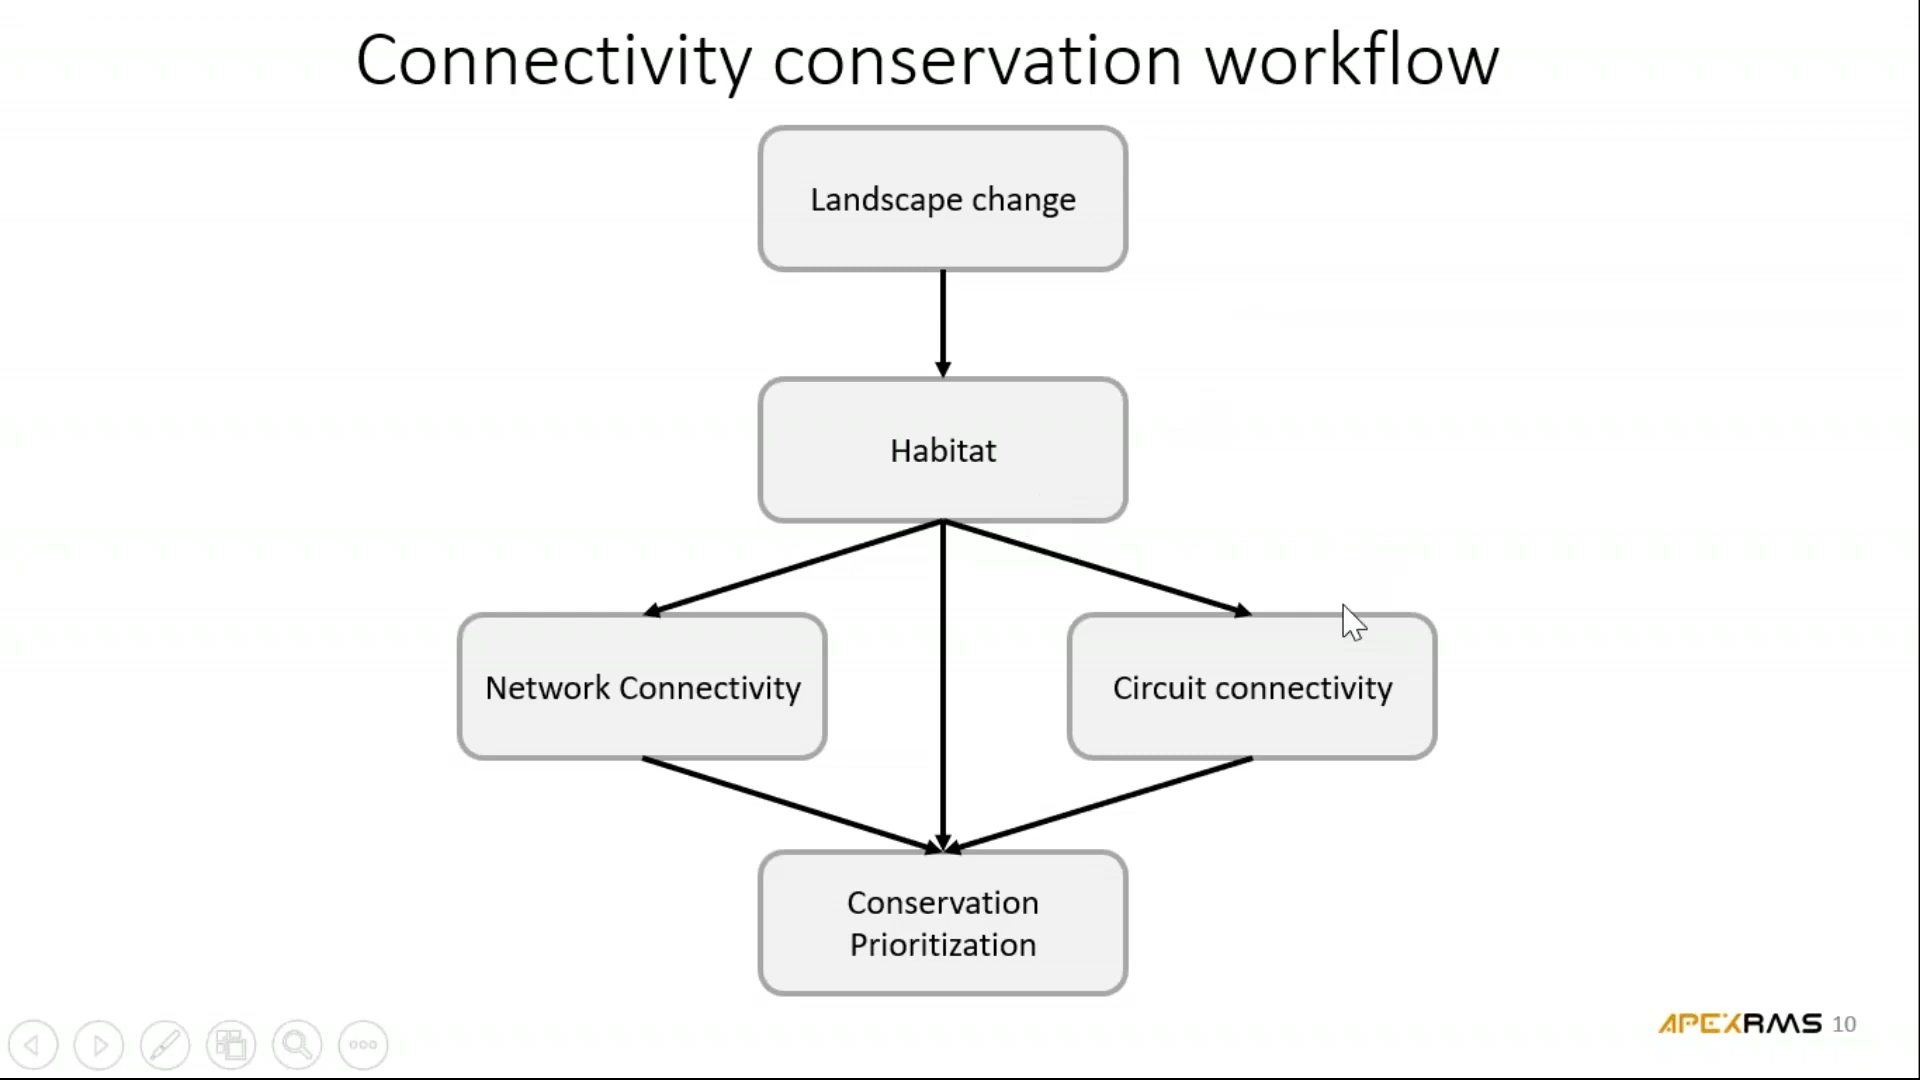 Connectivity conservation workflow
Landscape change
Habitat
Network Connectivity
Circuit connectivity
Conservation
Prioritization
APEXRMS 10